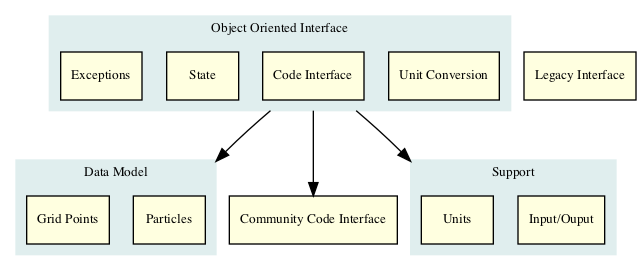 Object Oriented Interface
Exceptions
State
Code Interface
Unit Conversion
Legacy Interface
Data Model
Support
Grid Points
Particles
Community Code Interface
Units
Input/Ouput